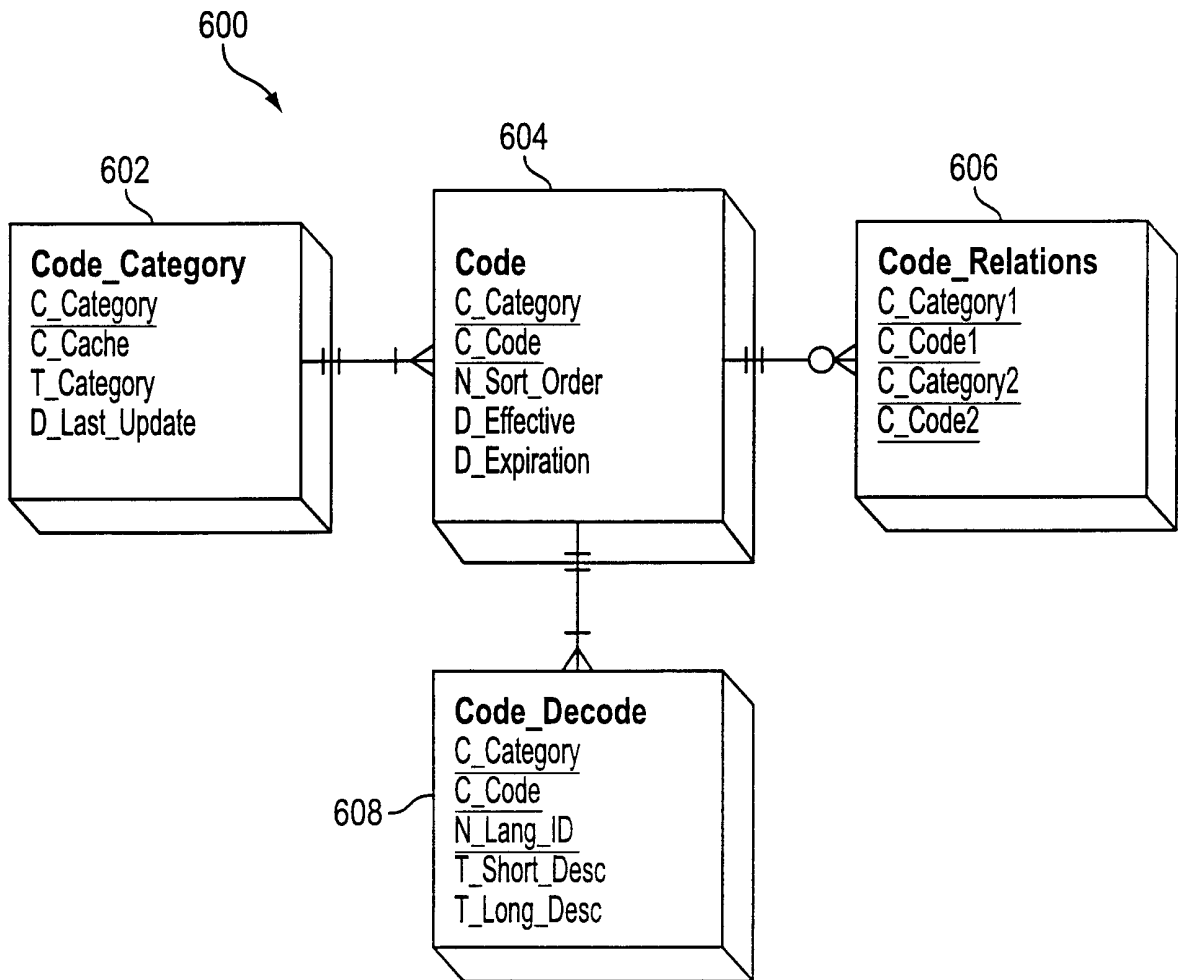 600
602
Code_Category
C_Category
C_Cache
T_Category
D_Last_Update
604
Code
C_Category
C_Code
N_Sort_Order
D_Effective
D_Expiration
606
Code_Relations
C_Category1
C_Code1
C_Category2
C_Code2
608
Code_Decode
C_Category
C_Code
N_Lang_ID
T_Short_Desc
T_Long_Desc